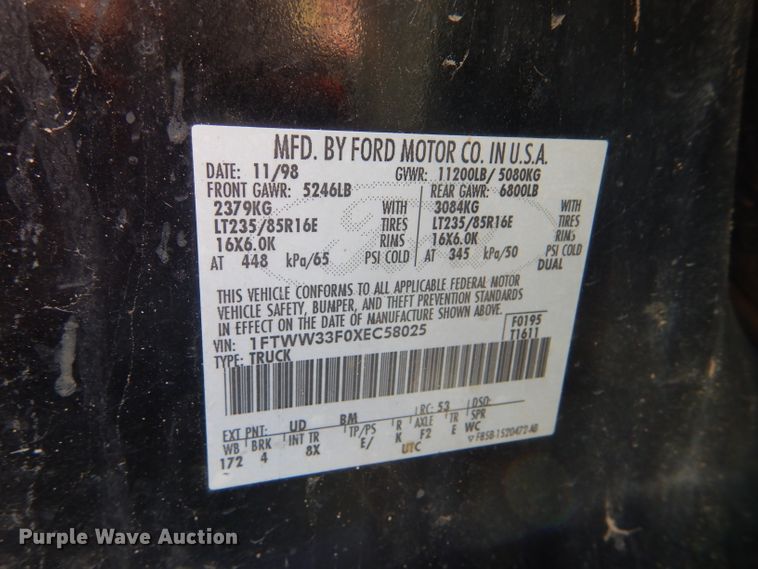 MFD. BY FORD MOTOR CO. IN U.S.A.
DATE: 11/98 GVWR: 11200LB/ 5080KG
FRONT GAWR: 5246LB REAR GAWR: 6800LB
2379KG WITH 3084KG WITH
LT235/85R16E TIRES LT235/85R16E TIRES
16X6.0K RIMS 16X6.0K RIMS
AT 448 kPa/65 PSI COLD AT 345 kPa/50 PSI COLD
DUAL
THIS VEHICLE CONFORMS TO ALL APPLICABLE FEDERAL MOTOR
VEHICLE SAFETY, BUMPER, AND THEFT PREVENTION STANDARDS
IN EFFECT ON THE DATE OF MANUFACTURE SHOWN ABOVE.
VIN: 1FTWW33F0XEC58025 F0195
TYPE: TRUCK T1611
EXT PNT: UD BM RC: 53 DSO:
WB BRK INT TR TP/PS R AXLE TR SPR
172 4 8X E/ K F2 E WC
UTC ▽ F85B-1520472-AB
Purple Wave Auction